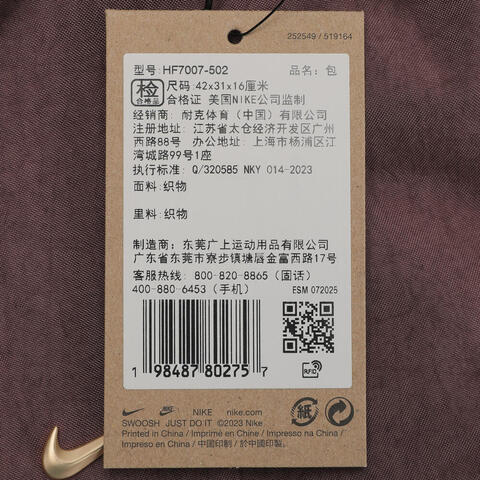 252549 / 519164
型号: HF7007-502 品名: 包
检 合格品 尺码: 42x31x16厘米
合格证 美国NIKE公司监制
经销商: 耐克体育（中国）有限公司
注册地址: 江苏省太仓经济开发区广州
西路88号 办公地址: 上海市杨浦区江
湾城路99号1座
执行标准: Q/320585 NKY 014-2023
面料: 织物
里料: 织物
制造商: 东莞广上运动用品有限公司
广东省东莞市寮步镇塘唇金富西路17号
客服热线: 800-820-8865（固话）
400-880-6453（手机）
ESM 072025
1 98487 80275 7
RFID
紙
NIKE nike.com
SWOOSH JUST DO IT ©2023 Nike
Printed in China / Imprimé en Chine / Impresso na China /
Impreso en China / 中国印制 / 於中國印製。